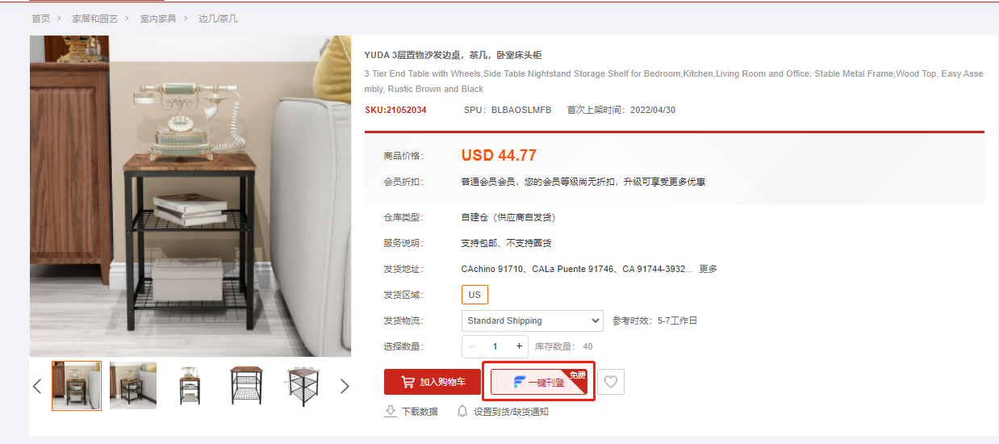 首页 > 家居和园艺 > 室内家具 > 边几/茶几
YUDA 3层置物沙发边桌，茶几，卧室床头柜
3 Tier End Table with Wheels,Side Table Nightstand Storage Shelf for Bedroom,Kitchen,Living Room and Office, Stable Metal Frame,Wood Top, Easy Asse
mbly, Rustic Brown and Black
SKU:21052034 SPU：BLBAOSLMFB 首次上架时间：2022/04/30
商品价格： USD 44.77
会员折扣： 普通会员会员，您的会员等级尚无折扣，升级可享受更多优惠
仓库类型： 自建仓（供应商自发货）
服务说明： 支持包邮、不支持囤货
发货地址： CAchino 91710、CALa Puente 91746、CA 91744-3932... 更多
发货区域： US
发货物流： Standard Shipping 参考时效：5-7工作日
选择数量： − 1 + 库存数量： 40
加入购物车 一键刊登 免费
下载数据 设置到货/缺货通知